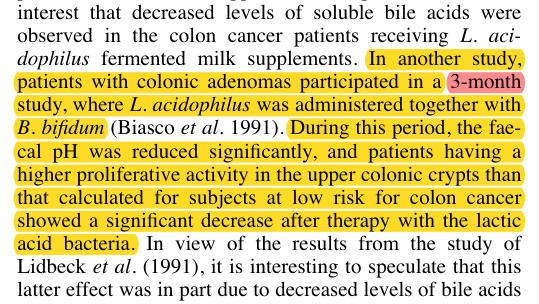 interest that decreased levels of soluble bile acids were
observed in the colon cancer patients receiving L. aci-
dophilus fermented milk supplements. In another study,
patients with colonic adenomas participated in a 3-month
study, where L. acidophilus was administered together with
B. bifidum (Biasco et al. 1991). During this period, the fae-
cal pH was reduced significantly, and patients having a
higher proliferative activity in the upper colonic crypts than
that calculated for subjects at low risk for colon cancer
showed a significant decrease after therapy with the lactic
acid bacteria. In view of the results from the study of
Lidbeck et al. (1991), it is interesting to speculate that this
latter effect was in part due to decreased levels of bile acids